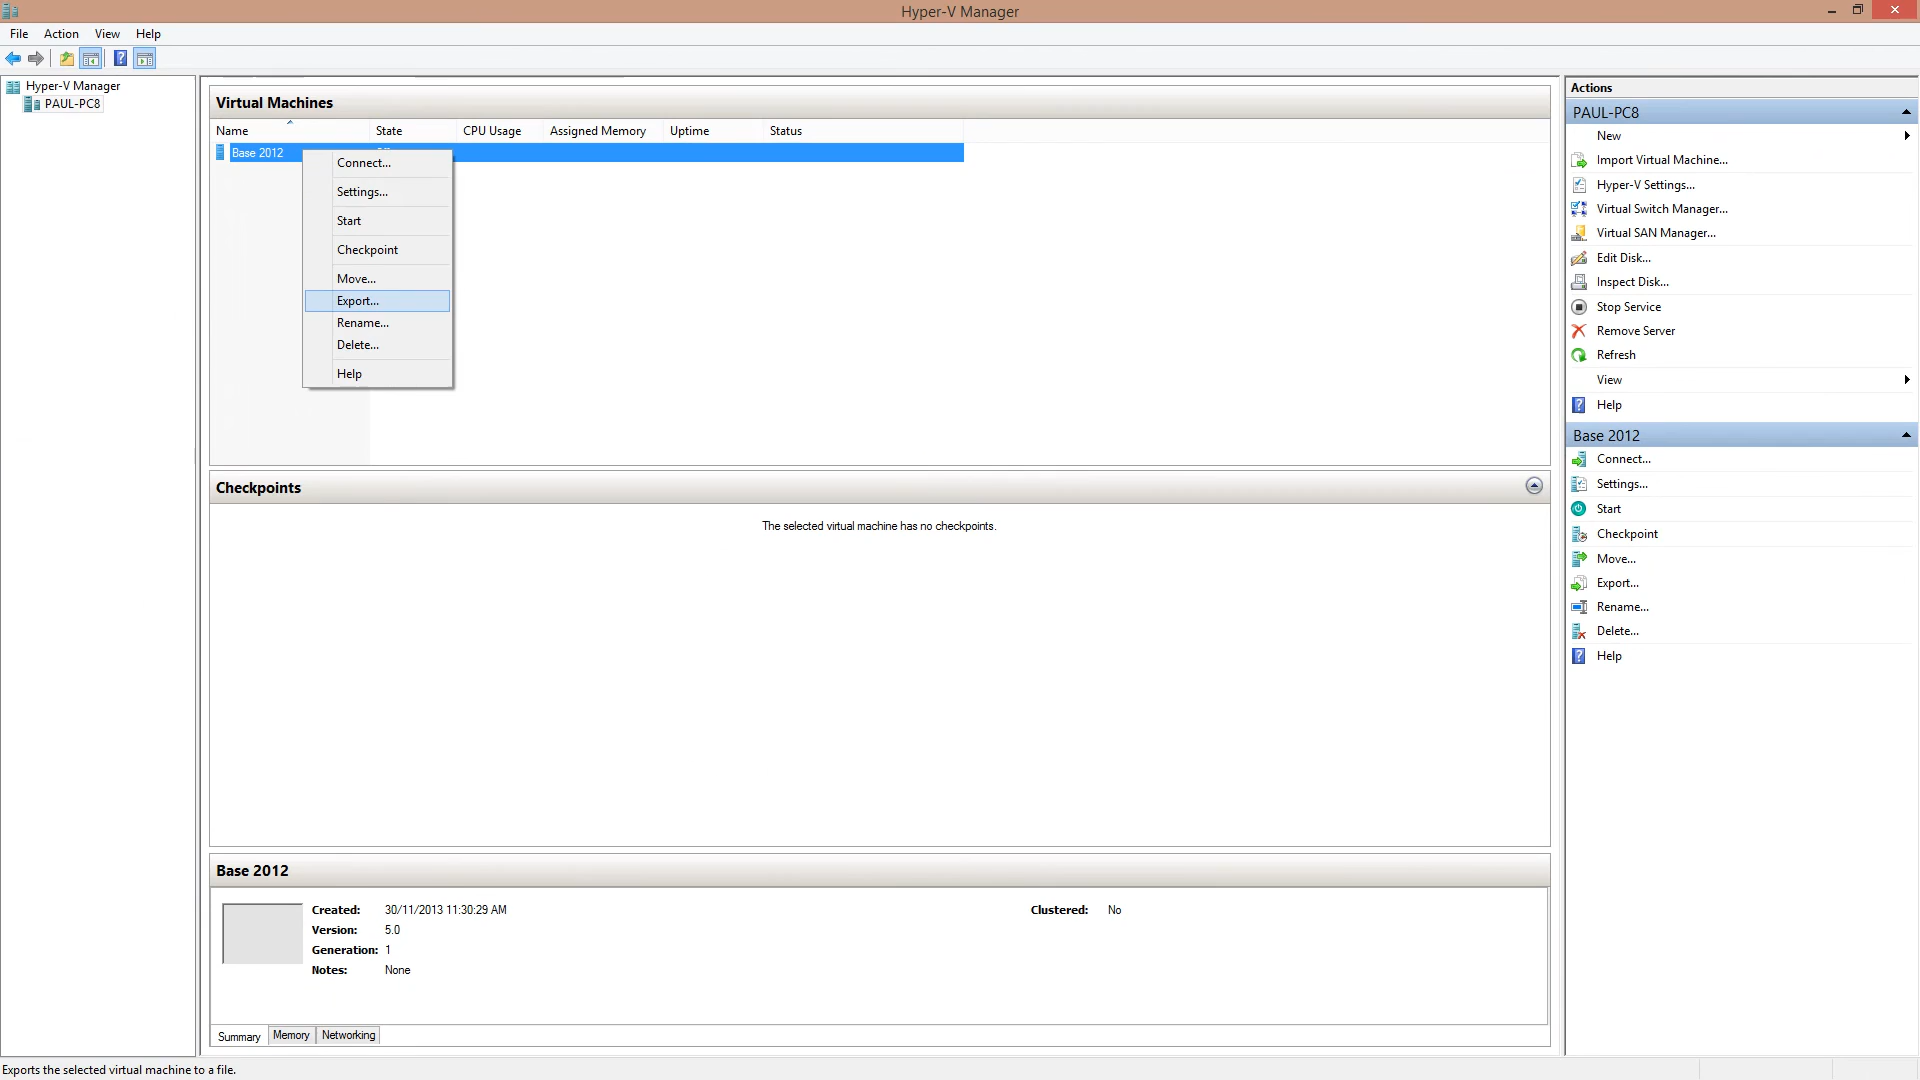 Hyper-V Manager
File Action View Help
Hyper-V Manager
PAUL-PC8
Virtual Machines
Name State CPU Usage Assigned Memory Uptime Status
Base 2012
Connect...
Settings...
Start
Checkpoint
Move...
Export...
Rename...
Delete...
Help
Checkpoints
The selected virtual machine has no checkpoints.
Base 2012
Created: 30/11/2013 11:30:29 AM Clustered: No
Version: 5.0
Generation: 1
Notes: None
Summary Memory Networking
Actions
PAUL-PC8
New
Import Virtual Machine...
Hyper-V Settings...
Virtual Switch Manager...
Virtual SAN Manager...
Edit Disk...
Inspect Disk...
Stop Service
Remove Server
Refresh
View
Help
Base 2012
Connect...
Settings...
Start
Checkpoint
Move...
Export...
Rename...
Delete...
Help
Exports the selected virtual machine to a file.